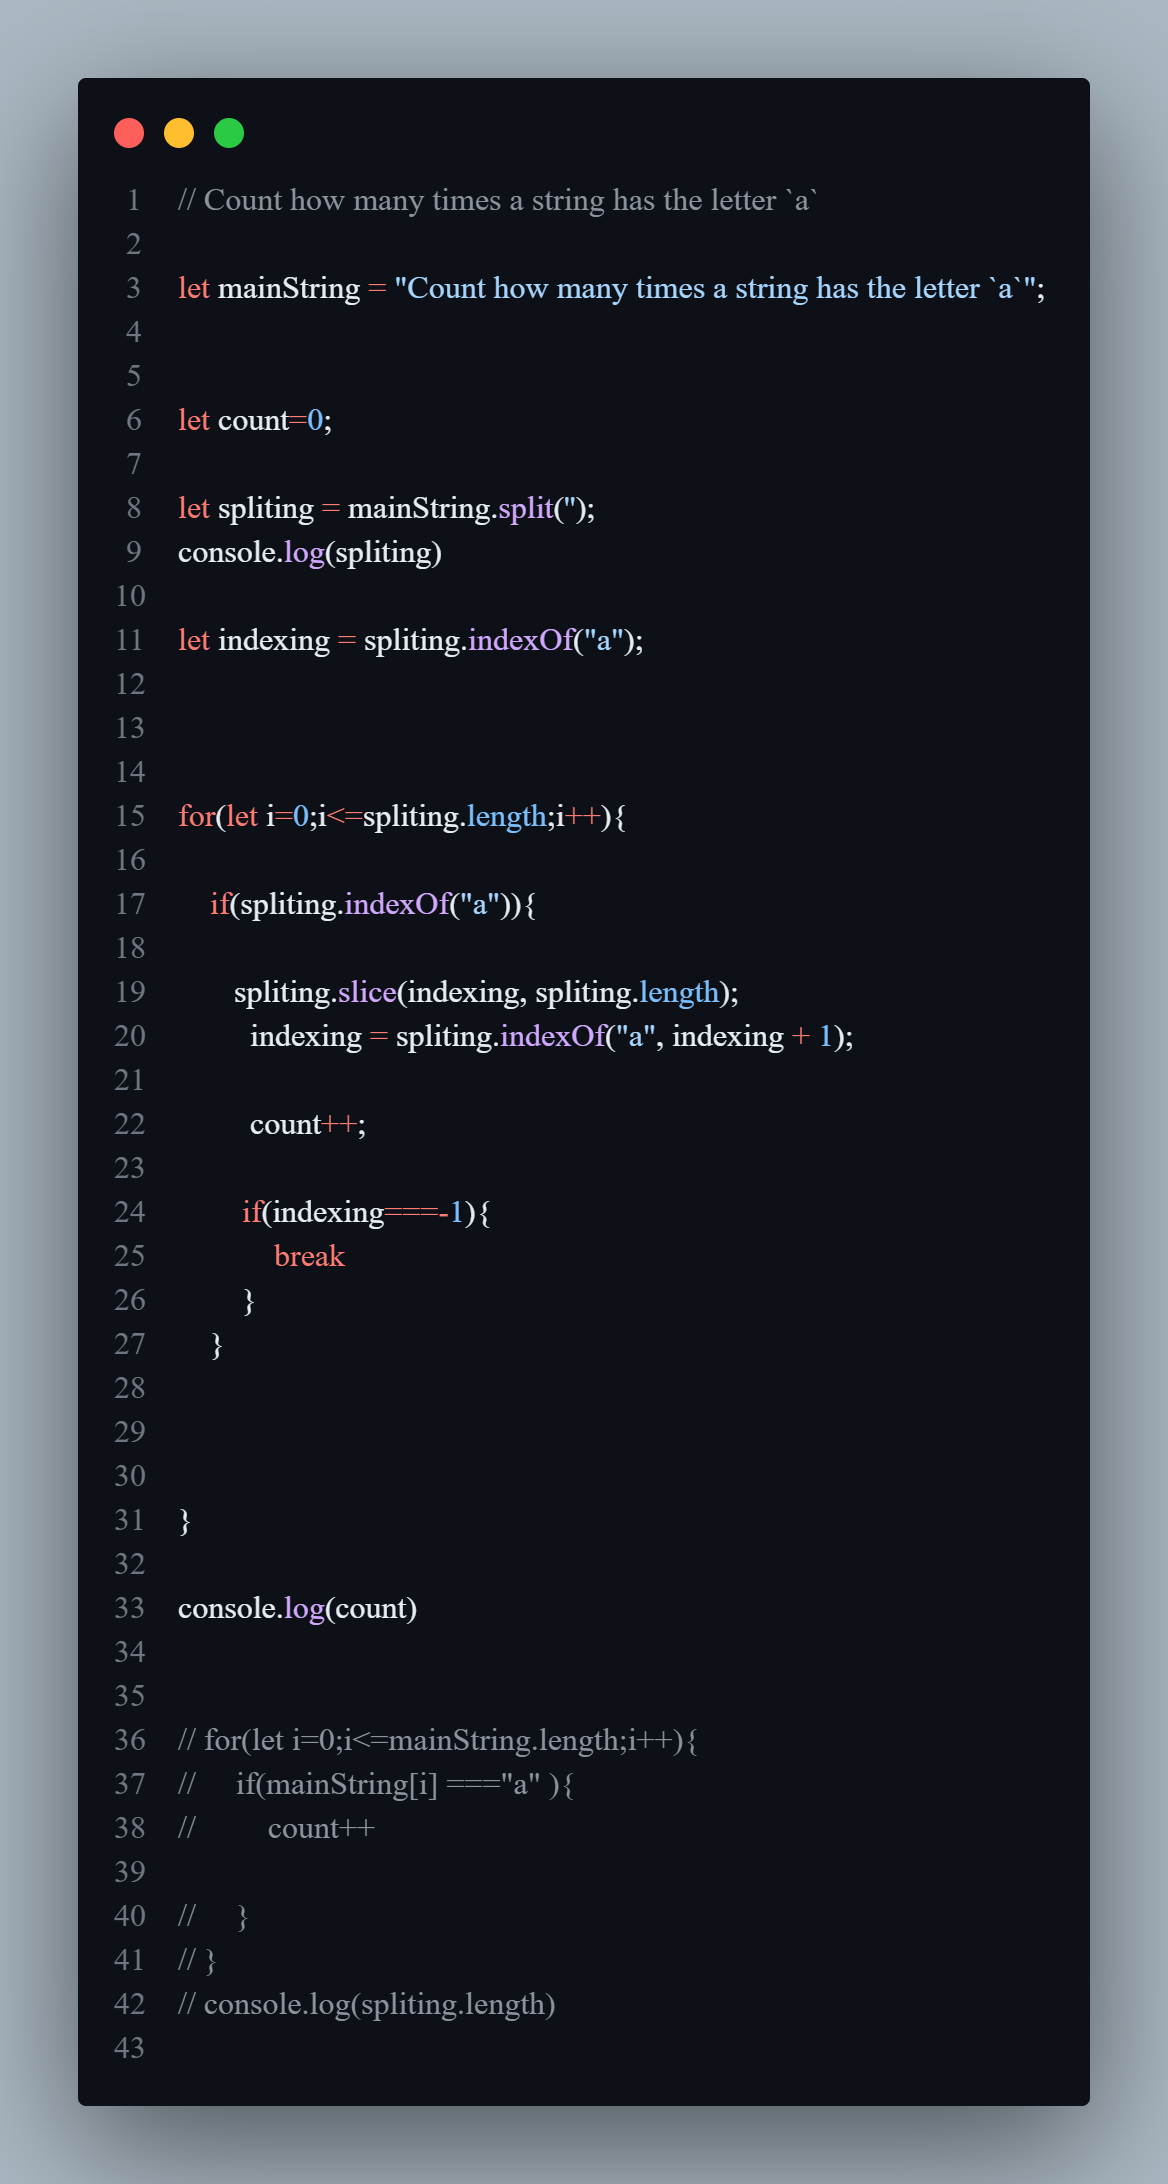 1 // Count how many times a string has the letter `a`
2
3 let mainString = "Count how many times a string has the letter `a`";
4
5
6 let count=0;
7
8 let spliting = mainString.split('');
9 console.log(spliting)
10
11 let indexing = spliting.indexOf("a");
12
13
14
15 for(let i=0;i<=spliting.length;i++){
16
17     if(spliting.indexOf("a")){
18
19        spliting.slice(indexing, spliting.length);
20          indexing = spliting.indexOf("a", indexing + 1);
21
22          count++;
23
24         if(indexing===-1){
25             break
26         }
27     }
28
29
30
31 }
32
33 console.log(count)
34
35
36 // for(let i=0;i<=mainString.length;i++){
37 //     if(mainString[i] ==="a" ){
38 //         count++
39
40 //     }
41 // }
42 // console.log(spliting.length)
43